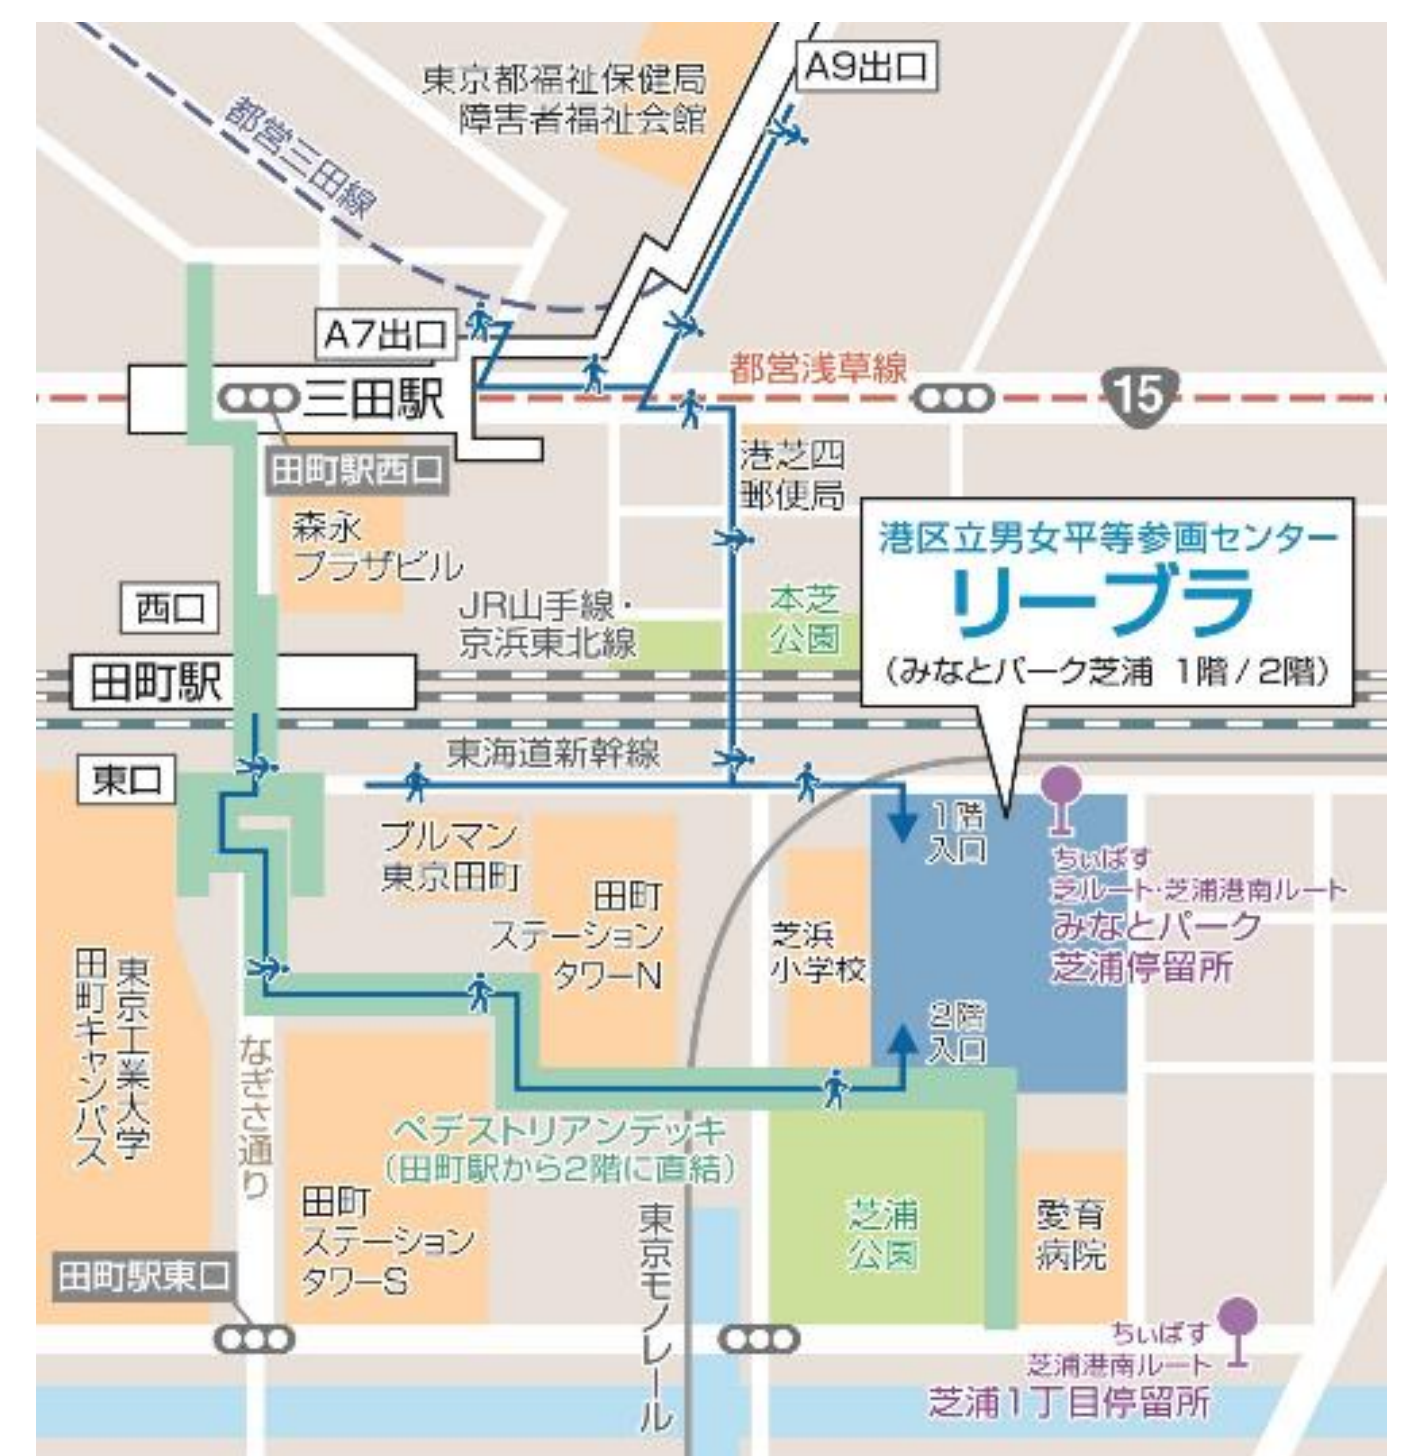 東京都福祉保健局
障害者福祉会館
A9出口
都営三田線
A7出口
三田駅
都営浅草線
15
田町駅西口
港芝四
郵便局
森永
プラザビル
港区立男女平等参画センター
リーブラ
(みなとパーク芝浦 1階/2階)
西口
JR山手線・
京浜東北線
本芝
公園
田町駅
東海道新幹線
東口
プルマン
東京田町
田町
ステーション
タワーN
1階
入口
ちぃばす
芝ルート・芝浦港南ルート
みなとパーク
芝浦停留所
芝浜
小学校
東京工業大学
田町キャンパス
2階
入口
なぎさ通り
ペデストリアンデッキ
(田町駅から2階に直結)
田町
ステーション
タワーS
東京モノレール
芝浦
公園
愛育
病院
田町駅東口
ちぃばす
芝浦港南ルート
芝浦1丁目停留所